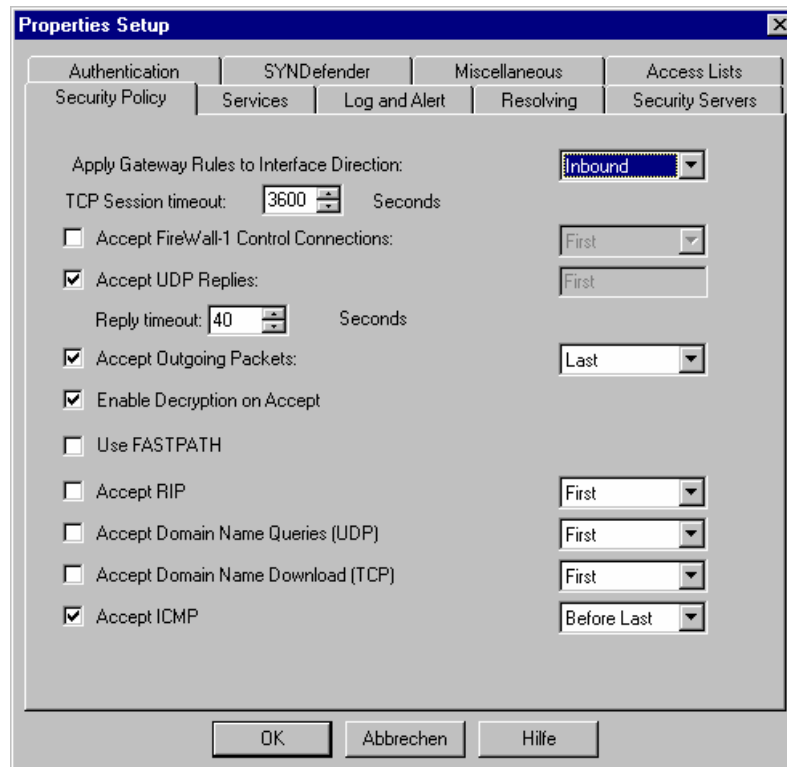 Properties Setup
Authentication SYNDefender Miscellaneous Access Lists
Security Policy Services Log and Alert Resolving Security Servers
Apply Gateway Rules to Interface Direction: Inbound
TCP Session timeout: 3600 Seconds
Accept FireWall-1 Control Connections: First
Accept UDP Replies: First
Reply timeout: 40 Seconds
Accept Outgoing Packets: Last
Enable Decryption on Accept
Use FASTPATH
Accept RIP First
Accept Domain Name Queries (UDP) First
Accept Domain Name Download (TCP) First
Accept ICMP Before Last
OK Abbrechen Hilfe